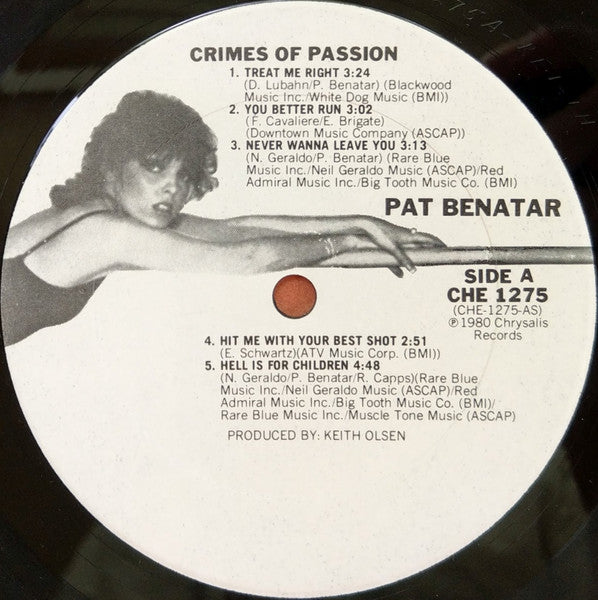 CRIMES OF PASSION
1. TREAT ME RIGHT 3:24
(D. Lubahn/P. Benatar) (Blackwood
Music Inc./White Dog Music (BMI))
2. YOU BETTER RUN 3:02
(F. Cavaliere/E. Brigate)
(Downtown Music Company (ASCAP))
3. NEVER WANNA LEAVE YOU 3:13
(N. Geraldo/P. Benatar) (Rare Blue
Music Inc./Neil Geraldo Music (ASCAP)/Red
Admiral Music Inc./Big Tooth Music Co. (BMI)
PAT BENATAR
SIDE A
CHE 1275
(CHE-1275-AS)
℗ 1980 Chrysalis
Records
4. HIT ME WITH YOUR BEST SHOT 2:51
(E. Schwartz)(ATV Music Corp. (BMI))
5. HELL IS FOR CHILDREN 4:48
(N. Geraldo/P. Benatar/R. Capps)(Rare Blue
Music Inc./Neil Geraldo Music (ASCAP)/Red
Admiral Music Inc./Big Tooth Music Co. (BMI)/
Rare Blue Music Inc./Muscle Tone Music (ASCAP)
PRODUCED BY: KEITH OLSEN